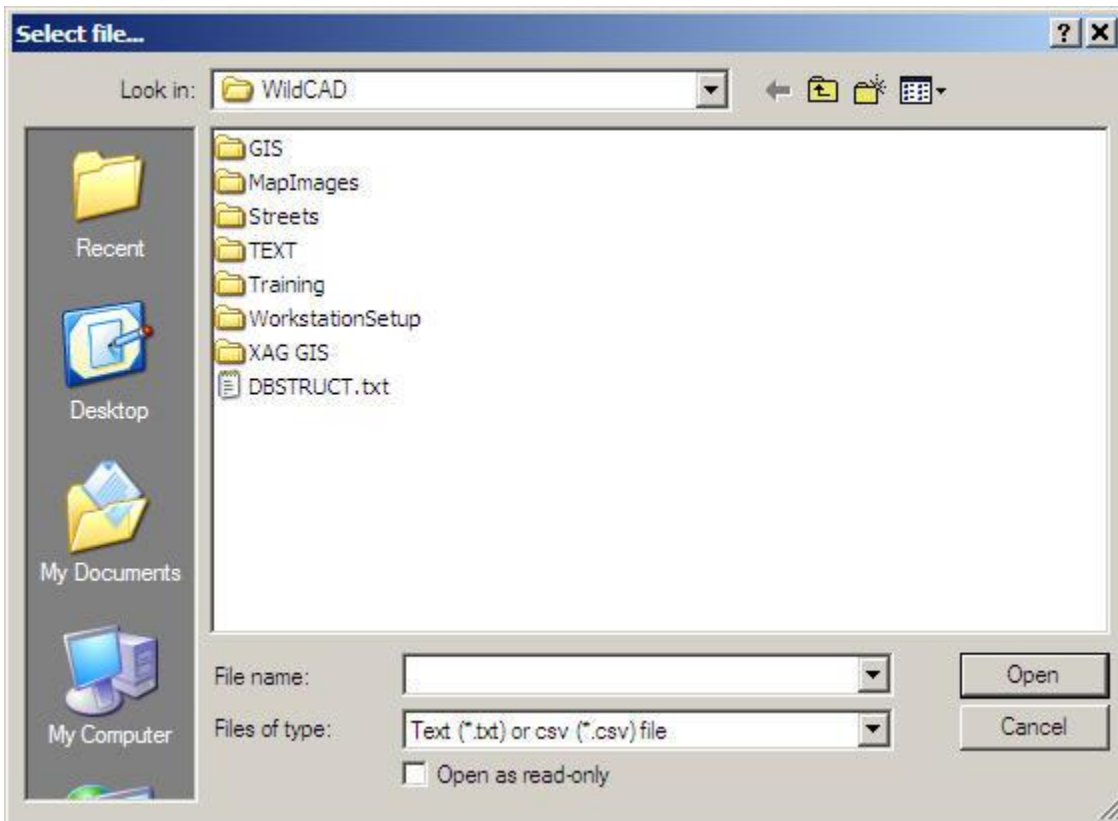 Select file...
Look in:
WildCAD
Recent
Desktop
My Documents
My Computer
GIS
MapImages
Streets
TEXT
Training
WorkstationSetup
XAG GIS
DBSTRUCT.txt
File name:
Open
Files of type:
Text (*.txt) or csv (*.csv) file
Cancel
Open as read-only